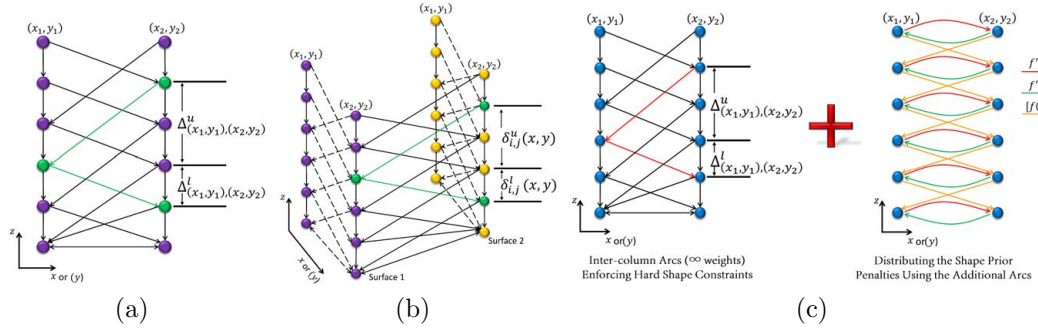 (x₁, y₁)
(x₂, y₂)
Δᵘ(x₁,y₁),(x₂,y₂)
Δˡ(x₁,y₁),(x₂,y₂)
z
x or (y)
(a)
(x₁, y₁)
(x₁, y₁)
(x₂, y₂)
(x₂, y₂)
δᵘᵢ,ⱼ(x, y)
δˡᵢ,ⱼ(x, y)
z
x or (y)
Surface 1
Surface 2
(b)
(x₁, y₁)
(x₂, y₂)
Δᵘ(x₁,y₁),(x₂,y₂)
Δˡ(x₁,y₁),(x₂,y₂)
z
x or(y)
Inter-column Arcs (∞ weights)
Enforcing Hard Shape Constraints
(x₁, y₁)
(x₂, y₂)
f'
f'
[f(
z
x or(y)
Distributing the Shape Prior
Penalties Using the Additional Arcs
(c)